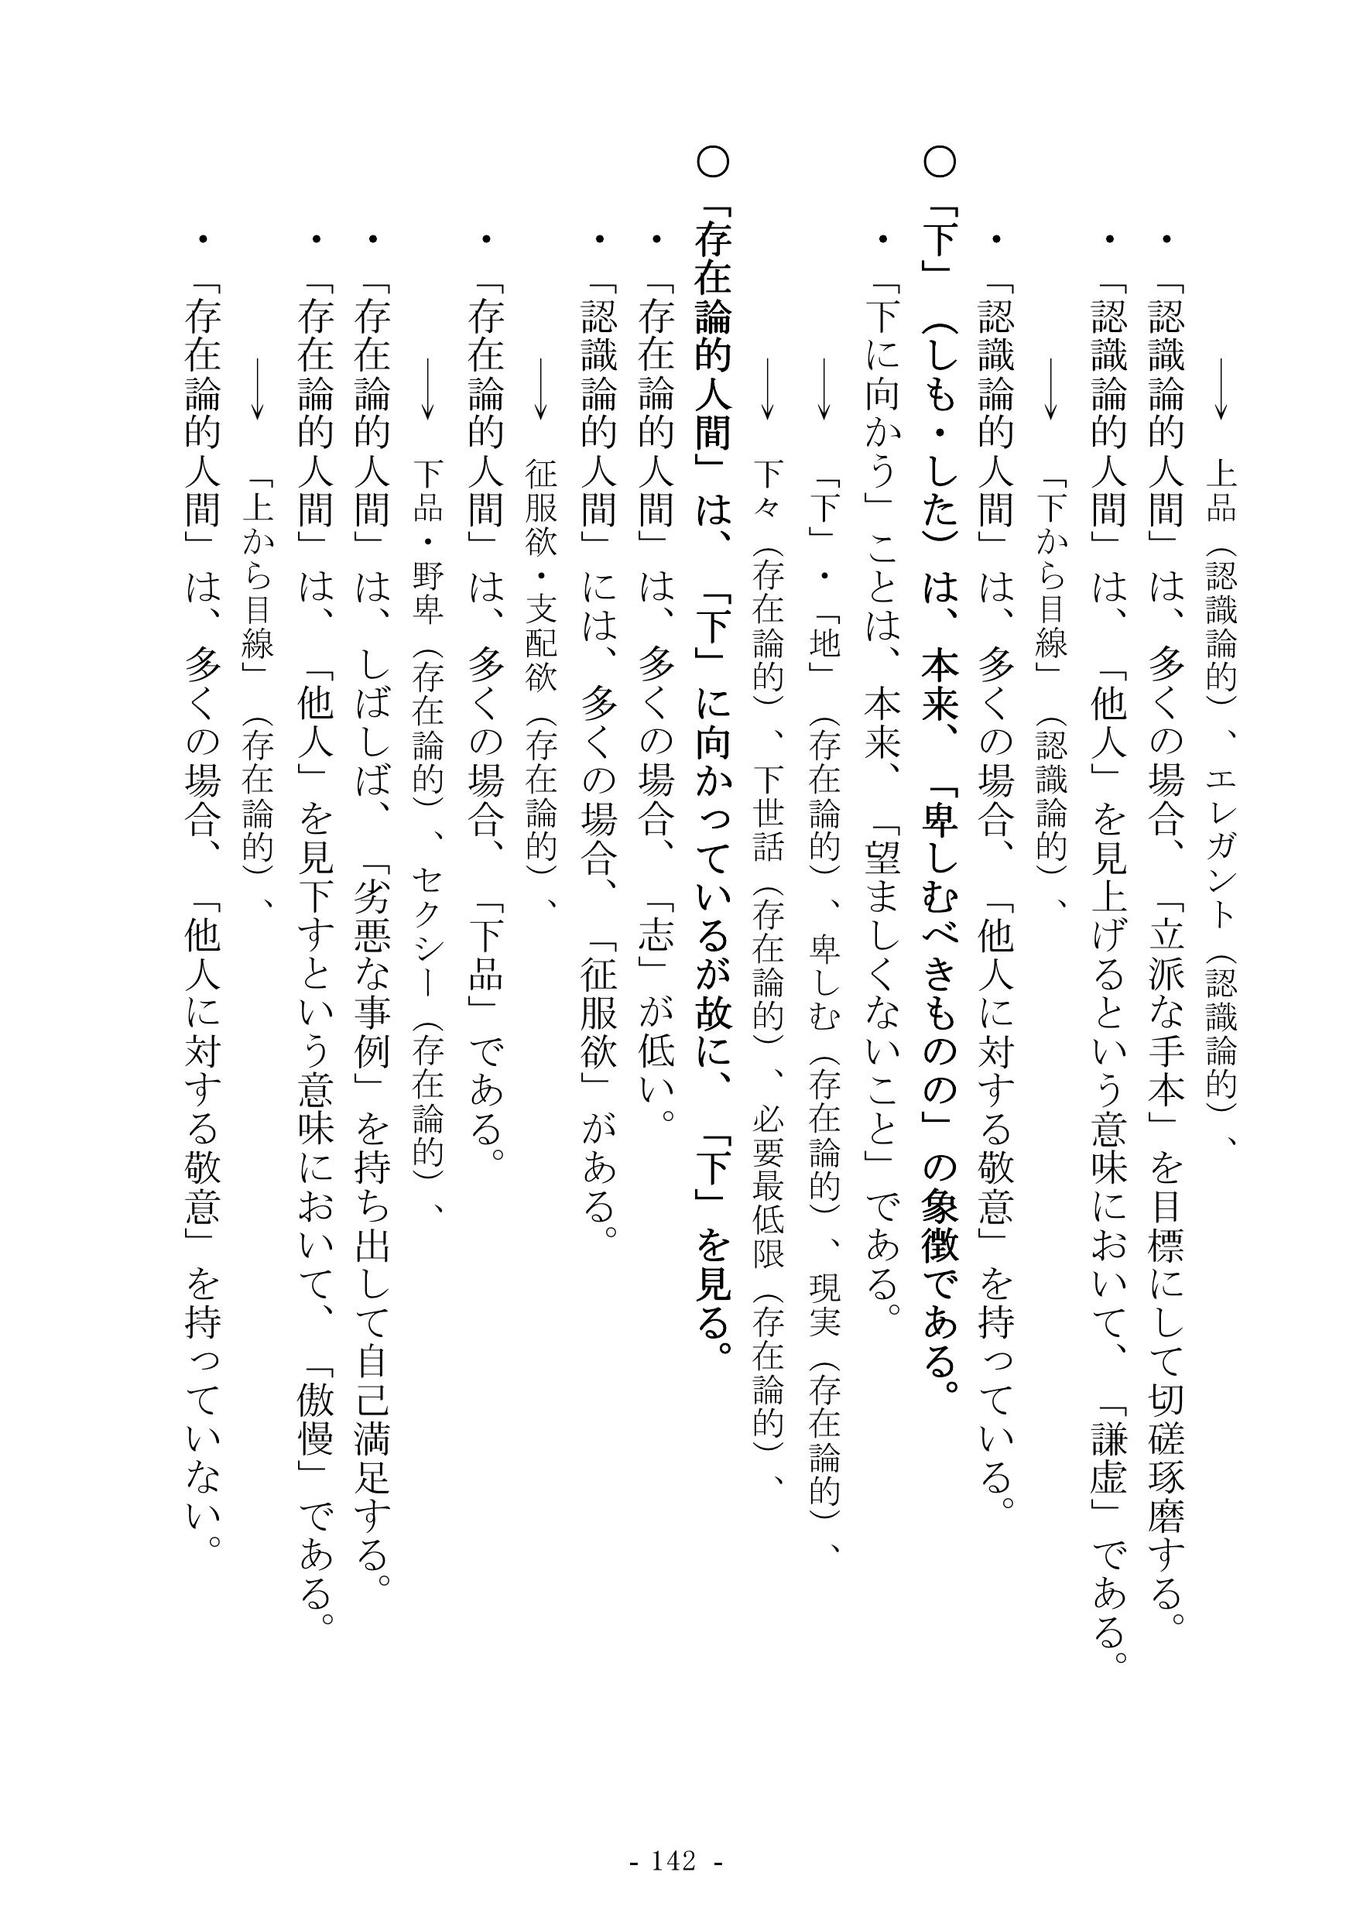 → 上品（認識論的）、エレガント（認識論的）、
・「認識論的人間」は、多くの場合、「立派な手本」を目標にして切磋琢磨する。
・「認識論的人間」は、「他人」を見上げるという意味において、「謙虚」である。
→ 「下から目線」（認識論的）、
・「認識論的人間」は、多くの場合、「他人に対する敬意」を持っている。
○「下」（しも・した）は、本来、「卑しむべきものの」の象徴である。
・「下に向かう」ことは、本来、「望ましくないこと」である。
→ 「下」・「地」（存在論的）、卑しむ（存在論的）、現実（存在論的）、
→ 下々（存在論的）、下世話（存在論的）、必要最低限（存在論的）、
○「存在論的人間」は、「下」に向かっているが故に、「下」を見る。
・「存在論的人間」は、多くの場合、「志」が低い。
・「認識論的人間」には、多くの場合、「征服欲」がある。
→ 征服欲・支配欲（存在論的）、
・「存在論的人間」は、多くの場合、「下品」である。
→ 下品・野卑（存在論的）、セクシー（存在論的）、
・「存在論的人間」は、しばしば、「劣悪な事例」を持ち出して自己満足する。
・「存在論的人間」は、「他人」を見下すという意味において、「傲慢」である。
→ 「上から目線」（存在論的）、
・「存在論的人間」は、多くの場合、「他人に対する敬意」を持っていない。
- 142 -